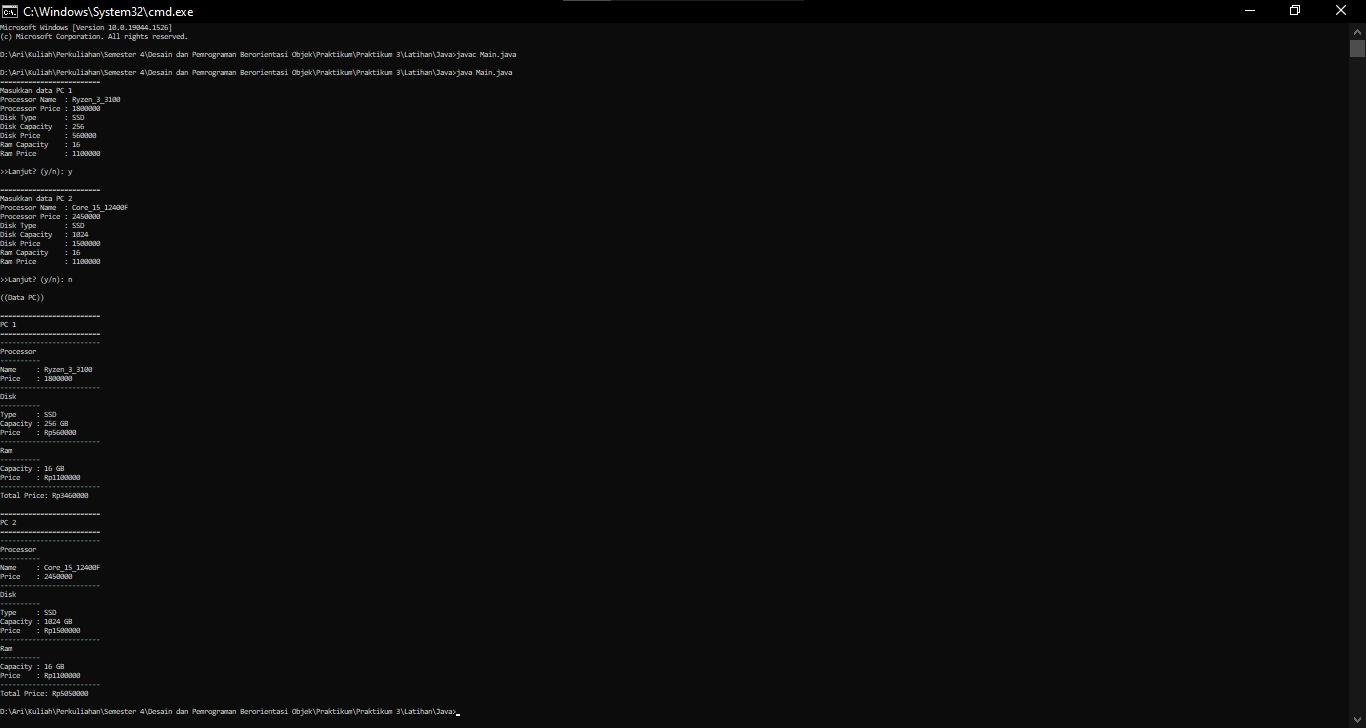 C:\Windows\System32\cmd.exe
Microsoft Windows [Version 10.0.19044.1526]
(c) Microsoft Corporation. All rights reserved.
D:\Ari\Kuliah\Perkuliahan\Semester 4\Desain dan Pemrograman Berorientasi Objek\Praktikum\Praktikum 3\Latihan\Java>javac Main.java
D:\Ari\Kuliah\Perkuliahan\Semester 4\Desain dan Pemrograman Berorientasi Objek\Praktikum\Praktikum 3\Latihan\Java>java Main.java
=========================
Masukkan data PC 1
Processor Name  : Ryzen_3_3100
Processor Price : 1800000
Disk Type       : SSD
Disk Capacity   : 256
Disk Price      : 560000
Ram Capacity    : 16
Ram Price       : 1100000
>>Lanjut? (y/n): y
=========================
Masukkan data PC 2
Processor Name  : Core_i5_12400F
Processor Price : 2450000
Disk Type       : SSD
Disk Capacity   : 1024
Disk Price      : 1500000
Ram Capacity    : 16
Ram Price       : 1100000
>>Lanjut? (y/n): n
((Data PC))
=========================
PC 1
=========================
-------------------------
Processor
----------
Name     : Ryzen_3_3100
Price    : 1800000
-------------------------
Disk
----------
Type     : SSD
Capacity : 256 GB
Price    : Rp560000
-------------------------
Ram
----------
Capacity : 16 GB
Price    : Rp1100000
-------------------------
Total Price: Rp3460000
=========================
PC 2
=========================
-------------------------
Processor
----------
Name     : Core_i5_12400F
Price    : 2450000
-------------------------
Disk
----------
Type     : SSD
Capacity : 1024 GB
Price    : Rp1500000
-------------------------
Ram
----------
Capacity : 16 GB
Price    : Rp1100000
-------------------------
Total Price: Rp5050000
D:\Ari\Kuliah\Perkuliahan\Semester 4\Desain dan Pemrograman Berorientasi Objek\Praktikum\Praktikum 3\Latihan\Java>_